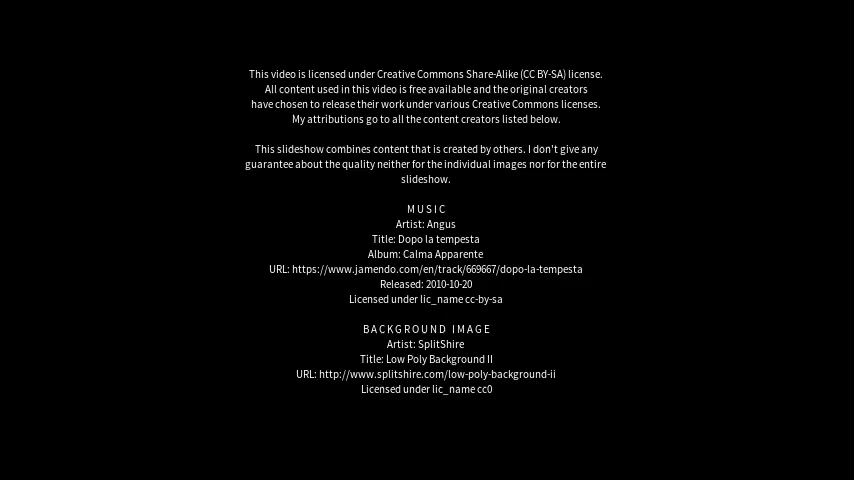 This video is licensed under Creative Commons Share-Alike (CC BY-SA) license.
All content used in this video is free available and the original creators
have chosen to release their work under various Creative Commons licenses.
My attributions go to all the content creators listed below.
This slideshow combines content that is created by others. I don't give any
guarantee about the quality neither for the individual images nor for the entire
slideshow.
MUSIC
Artist: Angus
Title: Dopo la tempesta
Album: Calma Apparente
URL: https://www.jamendo.com/en/track/669667/dopo-la-tempesta
Released: 2010-10-20
Licensed under lic_name cc-by-sa
BACKGROUND IMAGE
Artist: SplitShire
Title: Low Poly Background II
URL: http://www.splitshire.com/low-poly-background-ii
Licensed under lic_name cc0